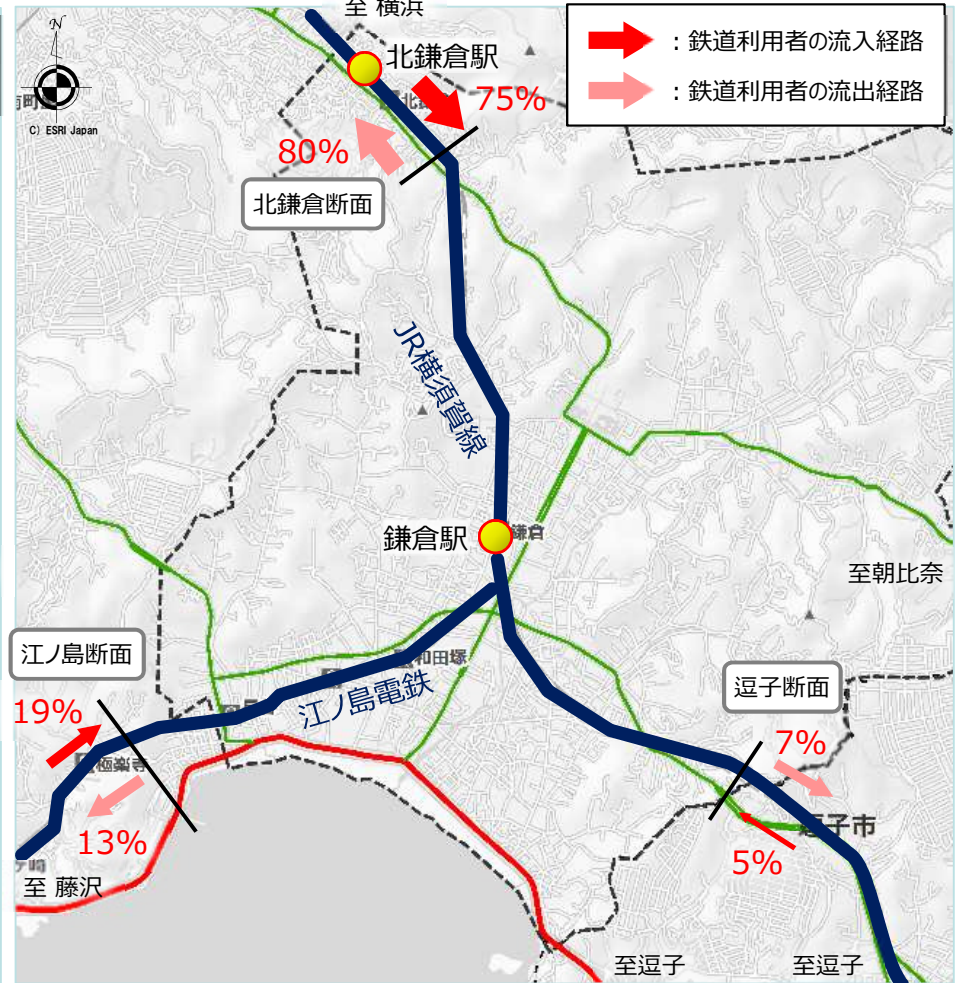 至 横浜
N
：鉄道利用者の流入経路
：鉄道利用者の流出経路
北鎌倉駅
75%
80%
C) ESRI Japan
北鎌倉断面
JR横須賀線
鎌倉駅
鎌倉
至朝比奈
江ノ島断面
和田塚
江ノ島電鉄
逗子断面
19%
極楽寺
13%
7%
逗子市
5%
至 藤沢
至逗子
至逗子